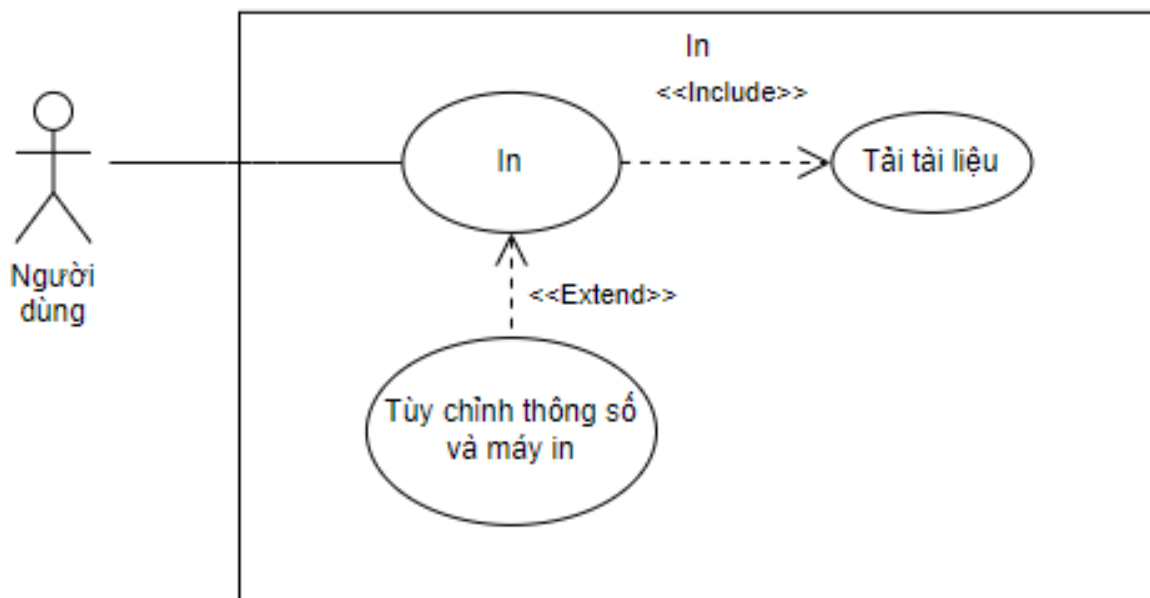 In
<<Include>>
In
Tải tài liệu
Người
dùng
<<Extend>>
Tùy chỉnh thông số
và máy in